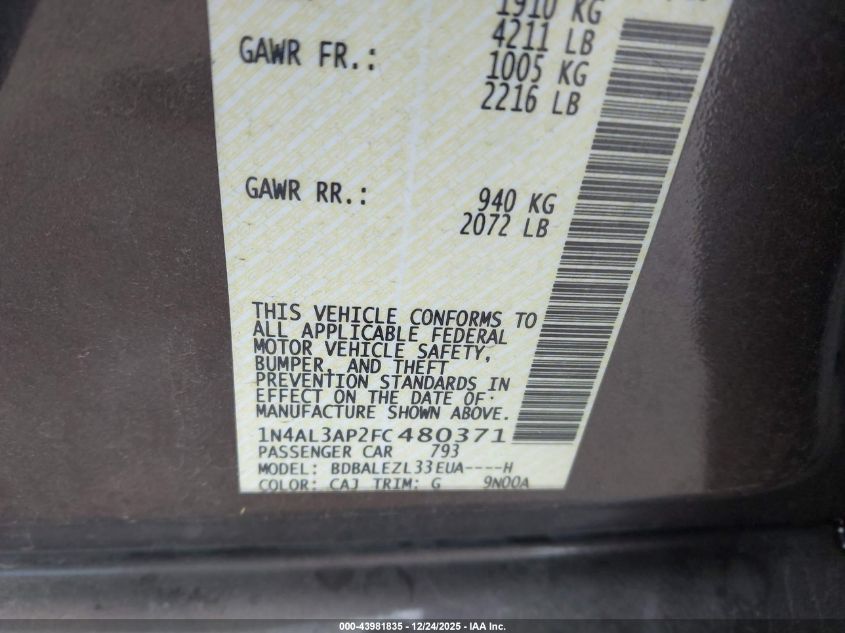 1910 KG
4211 LB
GAWR FR.: 1005 KG
2216 LB
GAWR RR.: 940 KG
2072 LB
THIS VEHICLE CONFORMS TO
ALL APPLICABLE FEDERAL
MOTOR VEHICLE SAFETY,
BUMPER, AND THEFT
PREVENTION STANDARDS IN
EFFECT ON THE DATE OF
MANUFACTURE SHOWN ABOVE.
1N4AL3AP2FC480371
PASSENGER CAR 793
MODEL: BDBALEZL33EUA----H
COLOR: CAJ TRIM: G 9N00A
000-43981835 - 12/24/2025 - IAA Inc.